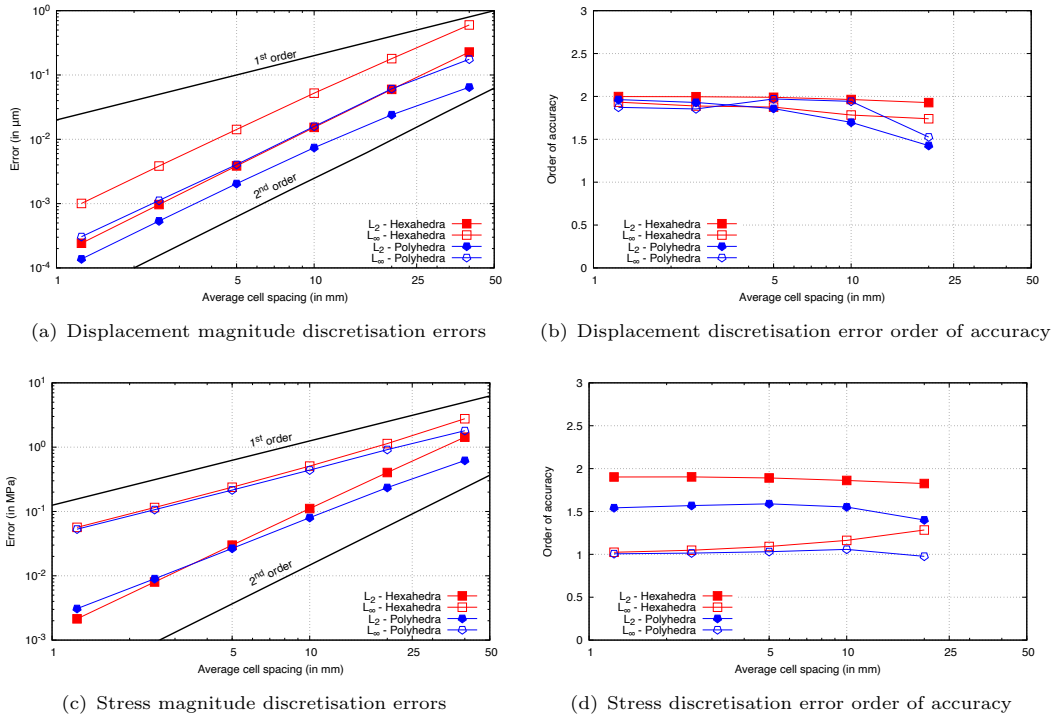 10⁰
10⁻¹
10⁻²
10⁻³
10⁻⁴
Error (in µm)
1ˢᵗ order
2ⁿᵈ order
L₂ - Hexahedra
L∞ - Hexahedra
L₂ - Polyhedra
L∞ - Polyhedra
1 5 10 25 50
Average cell spacing (in mm)
(a) Displacement magnitude discretisation errors
3
2.5
2
1.5
1
0.5
0
Order of accuracy
L₂ - Hexahedra
L∞ - Hexahedra
L₂ - Polyhedra
L∞ - Polyhedra
1 5 10 25 50
Average cell spacing (in mm)
(b) Displacement discretisation error order of accuracy
10¹
10⁰
10⁻¹
10⁻²
10⁻³
Error (in MPa)
1ˢᵗ order
2ⁿᵈ order
L₂ - Hexahedra
L∞ - Hexahedra
L₂ - Polyhedra
L∞ - Polyhedra
1 5 10 25 50
Average cell spacing (in mm)
(c) Stress magnitude discretisation errors
3
2.5
2
1.5
1
0.5
0
Order of accuracy
L₂ - Hexahedra
L∞ - Hexahedra
L₂ - Polyhedra
L∞ - Polyhedra
1 5 10 25 50
Average cell spacing (in mm)
(d) Stress discretisation error order of accuracy